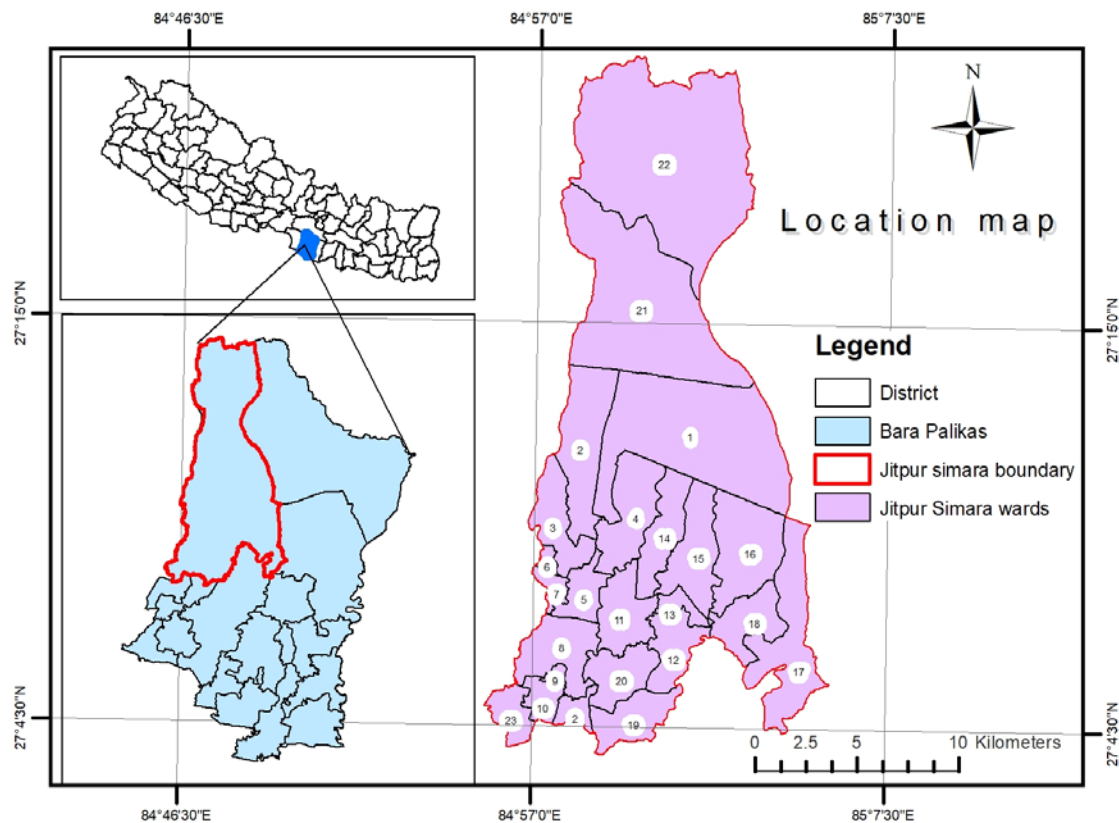 84°46'30"E
84°57'0"E
85°7'30"E
N
22
Location map
21
27°15'0"N
27°15'0"N
Legend
District
Bara Palikas
Jitpur simara boundary
Jitpur Simara wards
1
2
3
4
14
15
16
6
7
5
11
13
18
8
12
17
9
20
10
23
2
19
27°4'30"N
27°4'30"N
0 2.5 5 10 Kilometers
84°46'30"E
84°57'0"E
85°7'30"E